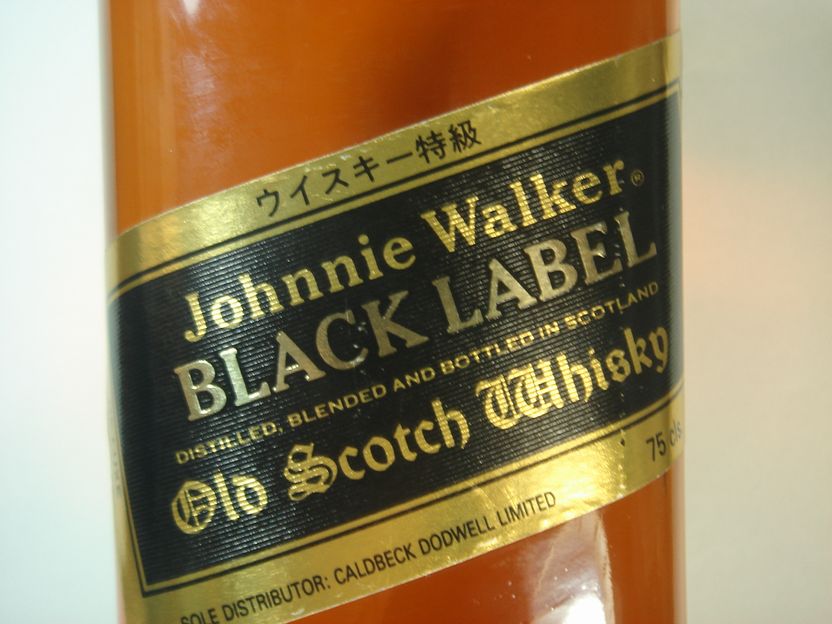 ウイスキー特級
Johnnie Walker®
BLACK LABEL
DISTILLED, BLENDED AND BOTTLED IN SCOTLAND
Old Scotch Whisky
75 cls
SOLE DISTRIBUTOR: CALDBECK DODWELL LIMITED